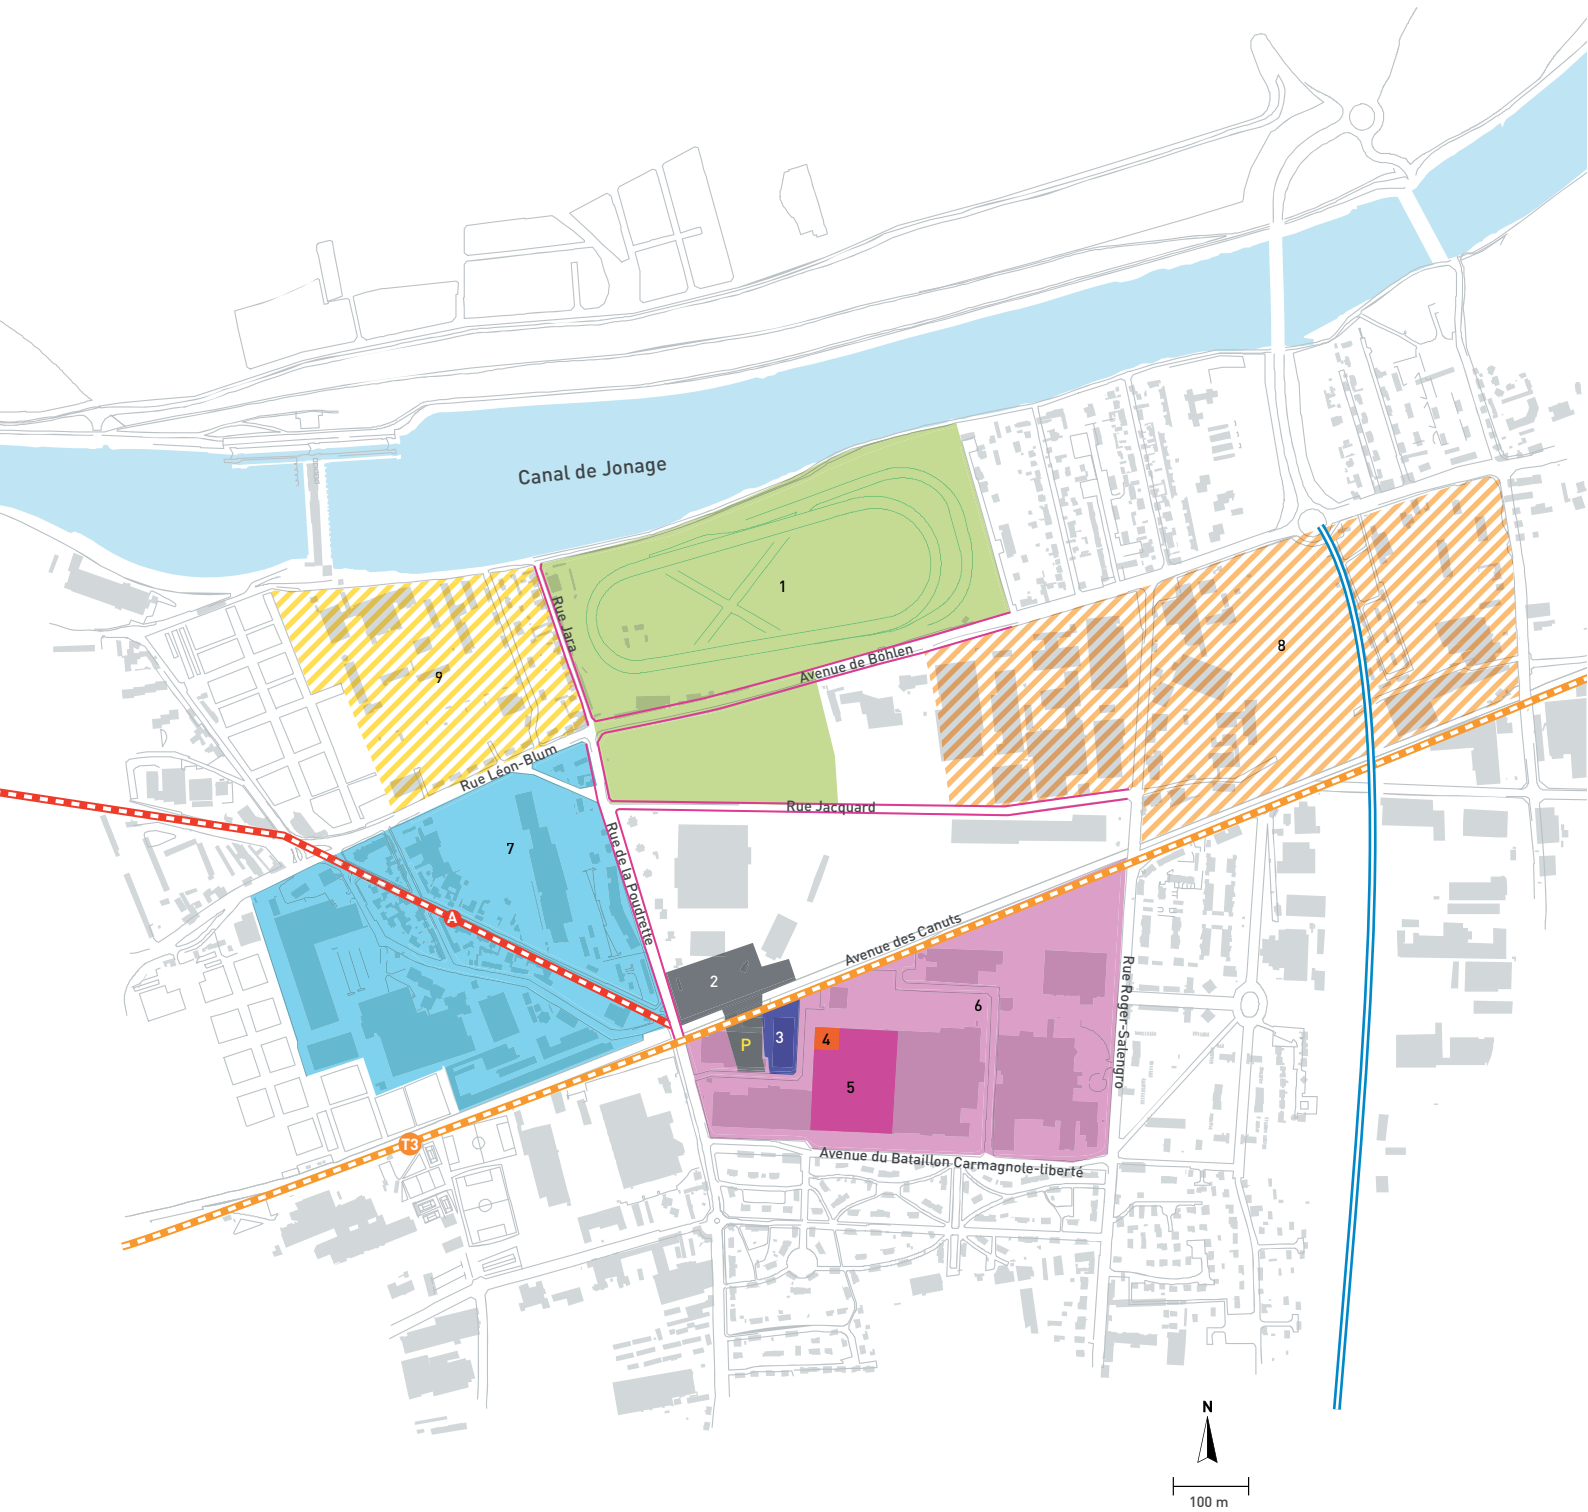 Canal de Jonage
1
Rue Jara
Avenue de Böhlen
8
9
Rue Léon-Blum
Rue Jacquard
7
Rue de la Poudrette
A
Avenue des Canuts
2
6
Rue Roger-Salengro
P
3
4
5
T3
Avenue du Bataillon Carmagnole-liberté
N
100 m